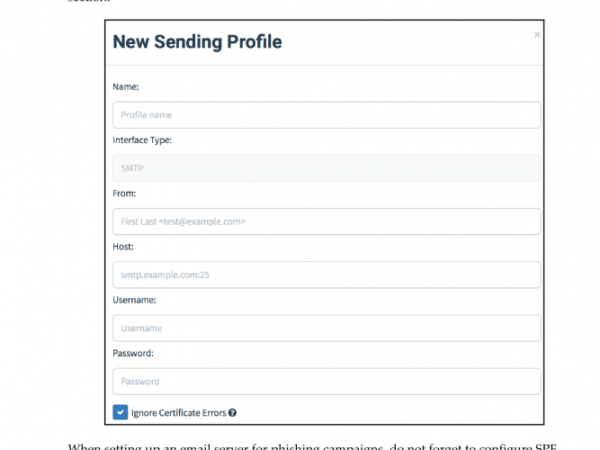 section.
New Sending Profile
×
Name:
Profile name
Interface Type:
SMTP
From:
First Last <test@example.com>
Host:
smtp.example.com:25
Username:
Username
Password:
Password
Ignore Certificate Errors ?
When setting up an email server for phishing campaigns, do not forget to configure SPF